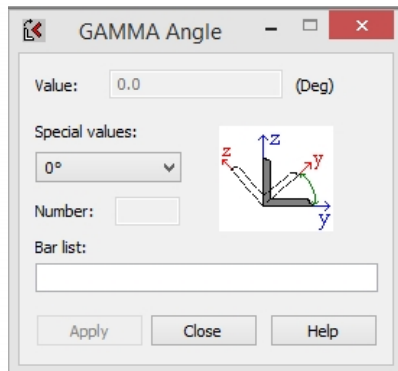 GAMMA Angle
Value: 0.0 (Deg)
Special values:
0°
z z y
y
Number:
Bar list:
Apply Close Help